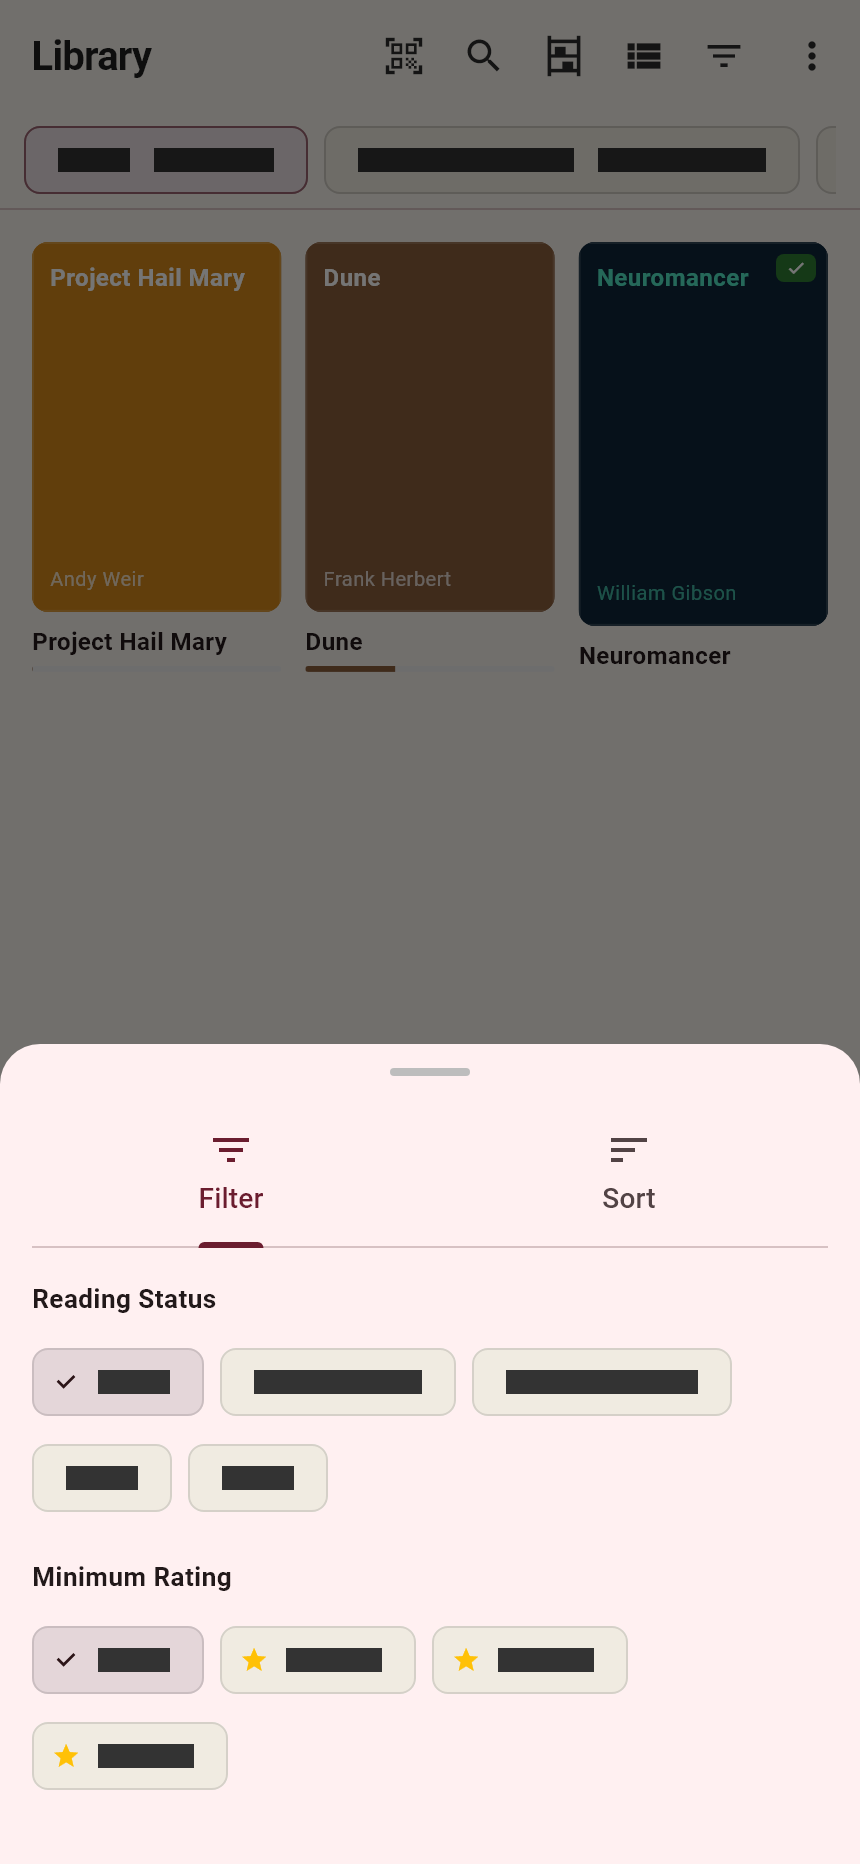 Library
Project Hail Mary
Dune
Neuromancer
Andy Weir
Frank Herbert
William Gibson
Project Hail Mary
Dune
Neuromancer
Filter
Sort
Reading Status
Minimum Rating